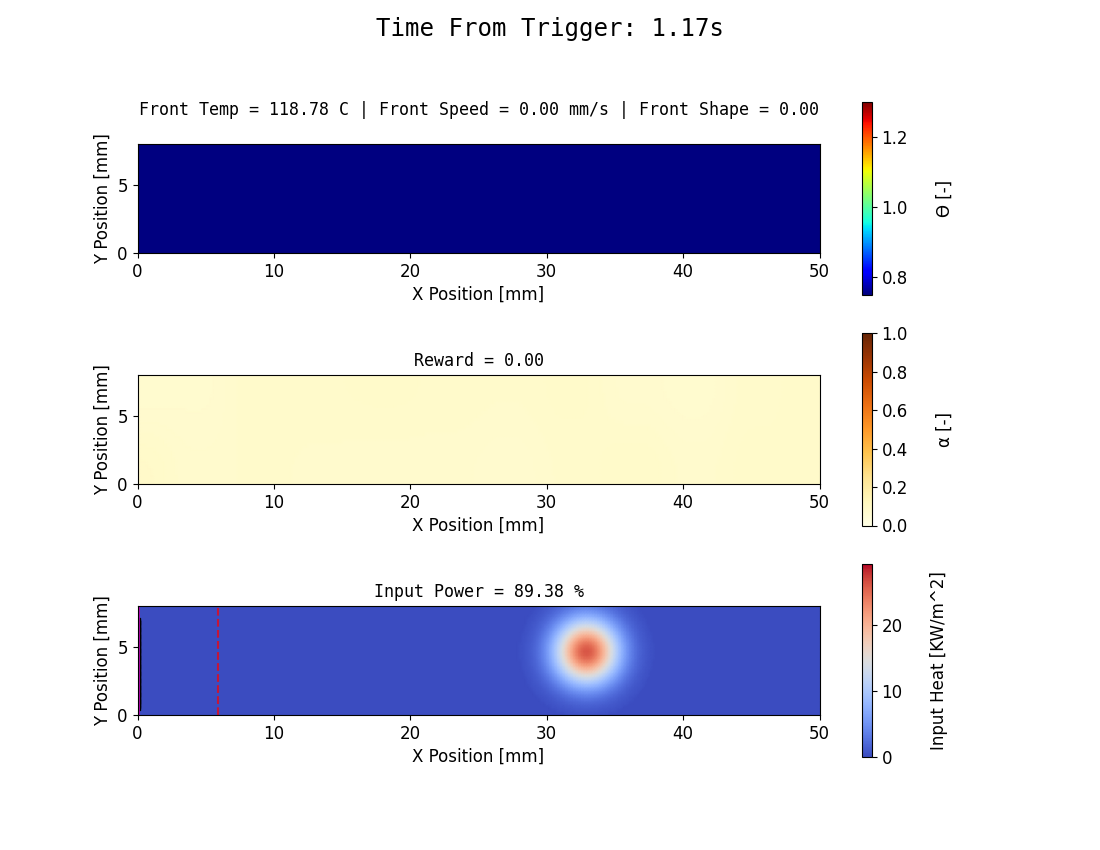 Time From Trigger: 1.17s
Front Temp = 118.78 C | Front Speed = 0.00 mm/s | Front Shape = 0.00
Y Position [mm]
5
0
0 10 20 30 40 50
X Position [mm]
1.2
1.0
0.8
Θ [-]
Reward = 0.00
Y Position [mm]
5
0
0 10 20 30 40 50
X Position [mm]
1.0
0.8
0.6
0.4
0.2
0.0
α [-]
Input Power = 89.38 %
Y Position [mm]
5
0
0 10 20 30 40 50
X Position [mm]
20
10
0
Input Heat [KW/m^2]